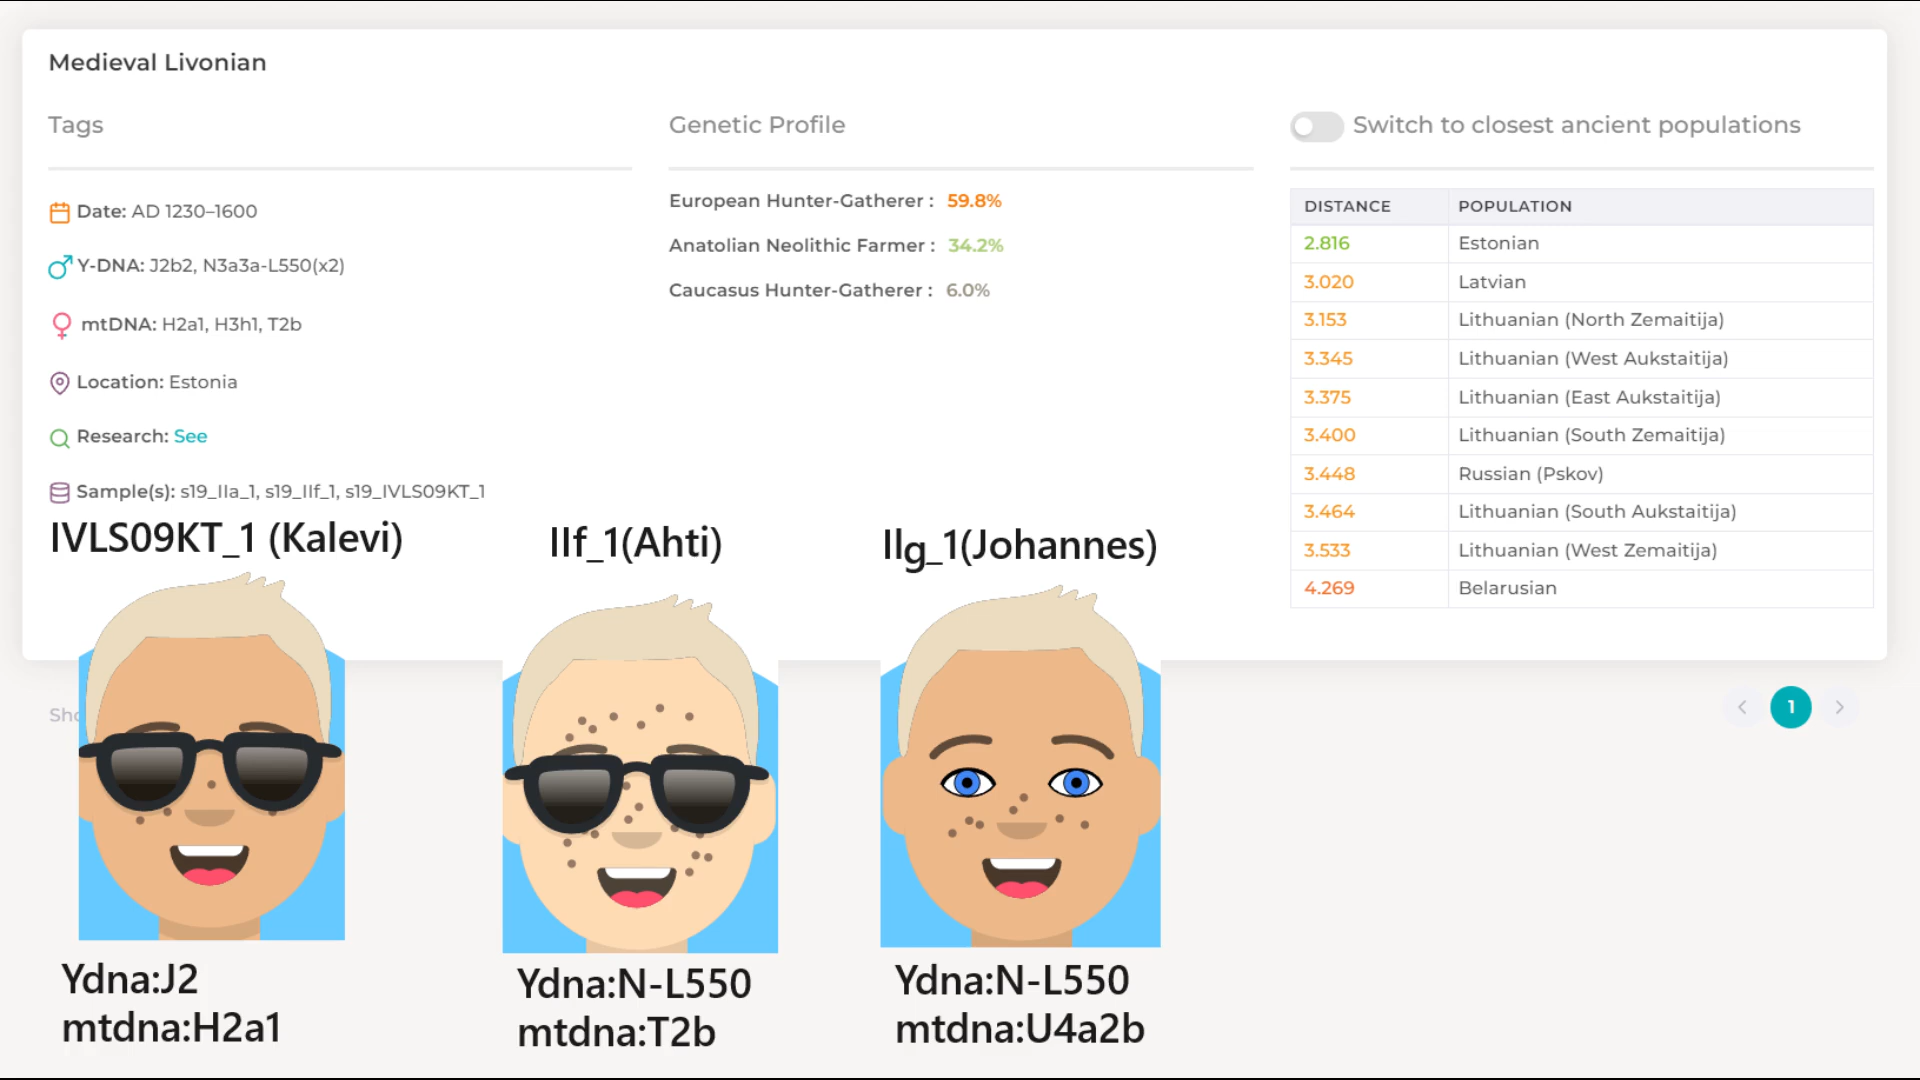 Medieval Livonian
Tags
Date: AD 1230–1600
Y-DNA: J2b2, N3a3a-L550(x2)
mtDNA: H2a1, H3h1, T2b
Location: Estonia
Research: See
Sample(s): s19_IIa_1, s19_IIf_1, s19_IVLS09KT_1
Genetic Profile
European Hunter-Gatherer : 59.8%
Anatolian Neolithic Farmer : 34.2%
Caucasus Hunter-Gatherer : 6.0%
Switch to closest ancient populations
DISTANCE POPULATION
2.816 Estonian
3.020 Latvian
3.153 Lithuanian (North Zemaitija)
3.345 Lithuanian (West Aukstaitija)
3.375 Lithuanian (East Aukstaitija)
3.400 Lithuanian (South Zemaitija)
3.448 Russian (Pskov)
3.464 Lithuanian (South Aukstaitija)
3.533 Lithuanian (West Zemaitija)
4.269 Belarusian
IVLS09KT_1 (Kalevi)
IIf_1(Ahti)
IIg_1(Johannes)
1
Ydna:J2
mtdna:H2a1
Ydna:N-L550
mtdna:T2b
Ydna:N-L550
mtdna:U4a2b